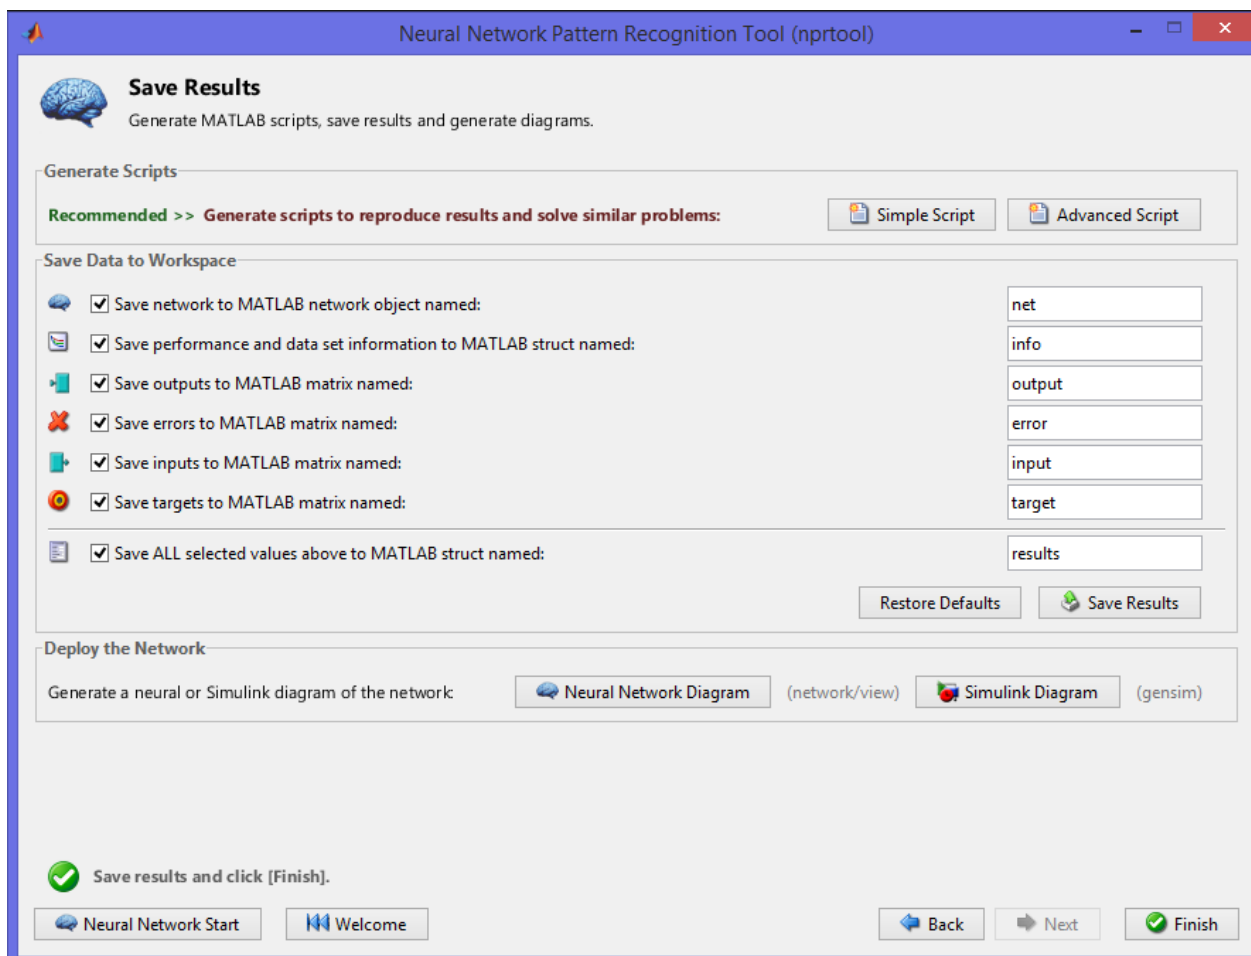 Neural Network Pattern Recognition Tool (nprtool)
Save Results
Generate MATLAB scripts, save results and generate diagrams.
Generate Scripts
Recommended >> Generate scripts to reproduce results and solve similar problems: Simple Script Advanced Script
Save Data to Workspace
Save network to MATLAB network object named: net
Save performance and data set information to MATLAB struct named: info
Save outputs to MATLAB matrix named: output
Save errors to MATLAB matrix named: error
Save inputs to MATLAB matrix named: input
Save targets to MATLAB matrix named: target
Save ALL selected values above to MATLAB struct named: results
Restore Defaults Save Results
Deploy the Network
Generate a neural or Simulink diagram of the network: Neural Network Diagram (network/view) Simulink Diagram (gensim)
Save results and click [Finish].
Neural Network Start Welcome Back Next Finish